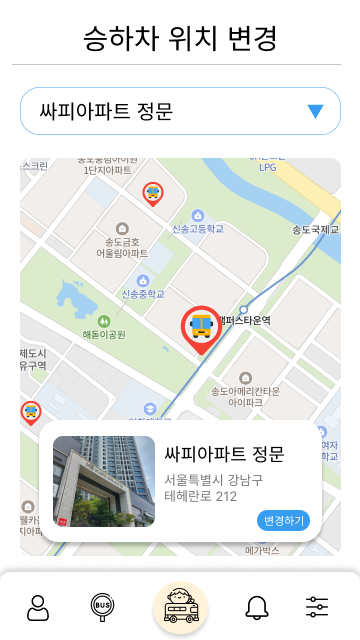 승하차 위치 변경
싸피아파트 정문
스크린
송도풍림아이원
1단지아파트
LPG
신송고등학교
송도국제교
송도금호
어울림아파트
신송중학교
캠퍼스타운역
해돋이공원
제도시
유구역
송도아메리칸타운
아이파크
여자
학교
싸피아파트 정문
서울특별시 강남구
테헤란로 212
변경하기
메가박스
BUS